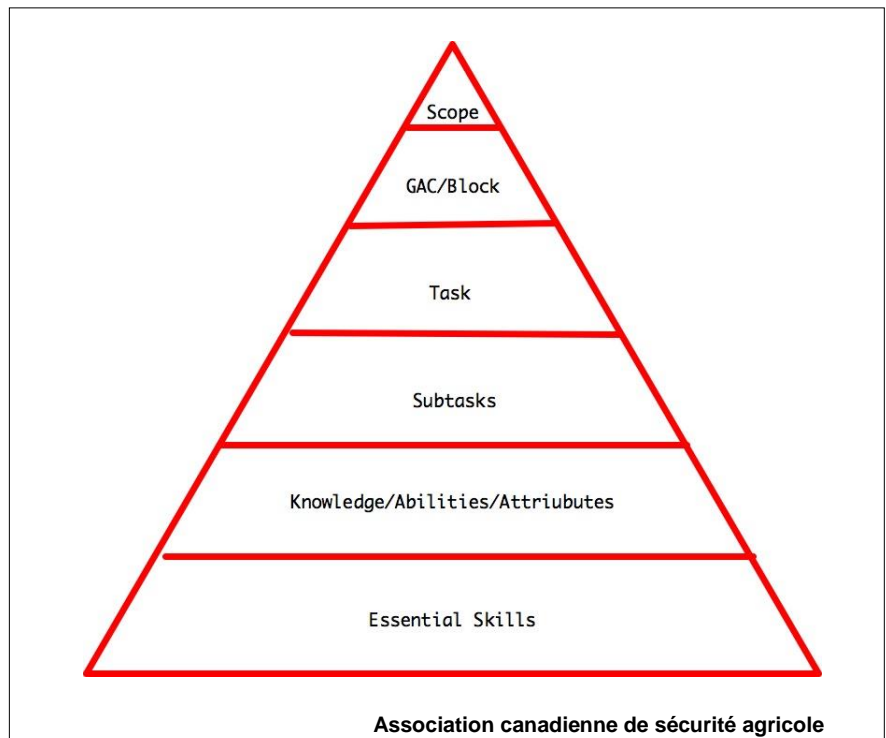 Scope
GAC/Block
Task
Subtasks
Knowledge/Abilities/Attriubutes
Essential Skills
Association canadienne de sécurité agricole